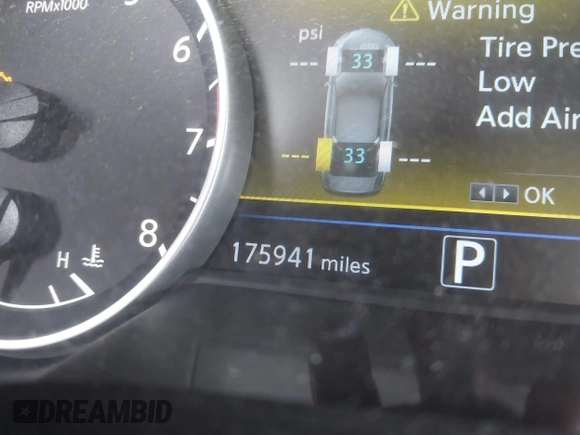 RPMx1000
6
7
8
H
psi
Warning
Tire Pre
Low
Add Air
--- 33 ---
--- 33 ---
OK
175941 miles
P
DREAMBID